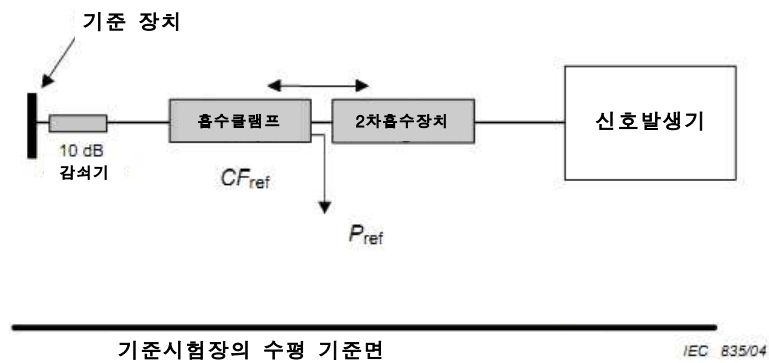 기준 장치
흡수클램프
2차흡수장치
신호발생기
10 dB
감쇠기
CFref
Pref
기준시험장의 수평 기준면
IEC 835/04